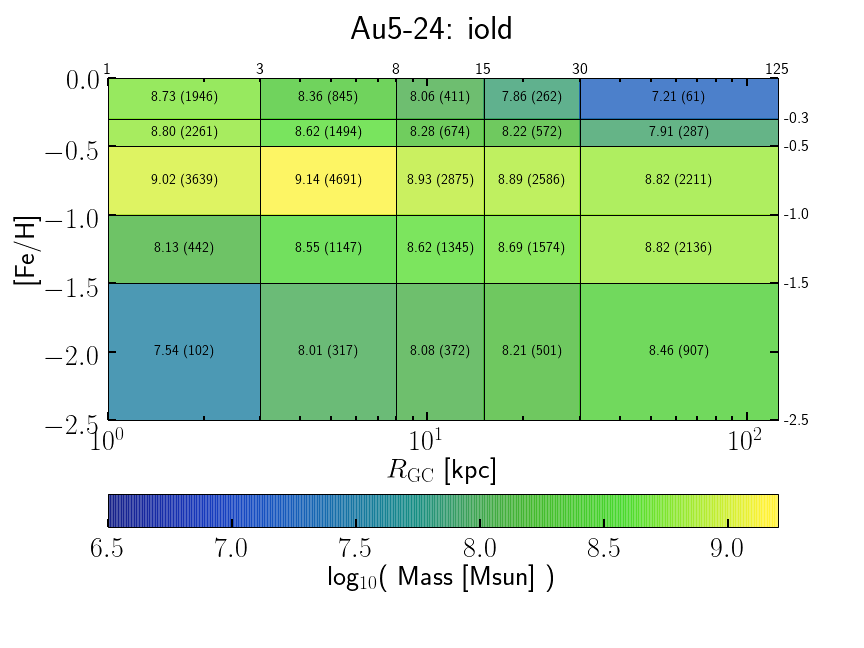 Au5-24: iold
1 3 8 15 30 125
0.0 8.73 (1946) 8.36 (845) 8.06 (411) 7.86 (262) 7.21 (61)
-0.3
8.80 (2261) 8.62 (1494) 8.28 (674) 8.22 (572) 7.91 (287)
−0.5 -0.5
9.02 (3639) 9.14 (4691) 8.93 (2875) 8.89 (2586) 8.82 (2211)
−1.0 -1.0
[Fe/H]
8.13 (442) 8.55 (1147) 8.62 (1345) 8.69 (1574) 8.82 (2136)
−1.5 -1.5
−2.0 7.54 (102) 8.01 (317) 8.08 (372) 8.21 (501) 8.46 (907)
−2.5 -2.5
10⁰ 10¹ 10²
R_GC [kpc]
6.5 7.0 7.5 8.0 8.5 9.0
log₁₀( Mass [Msun] )